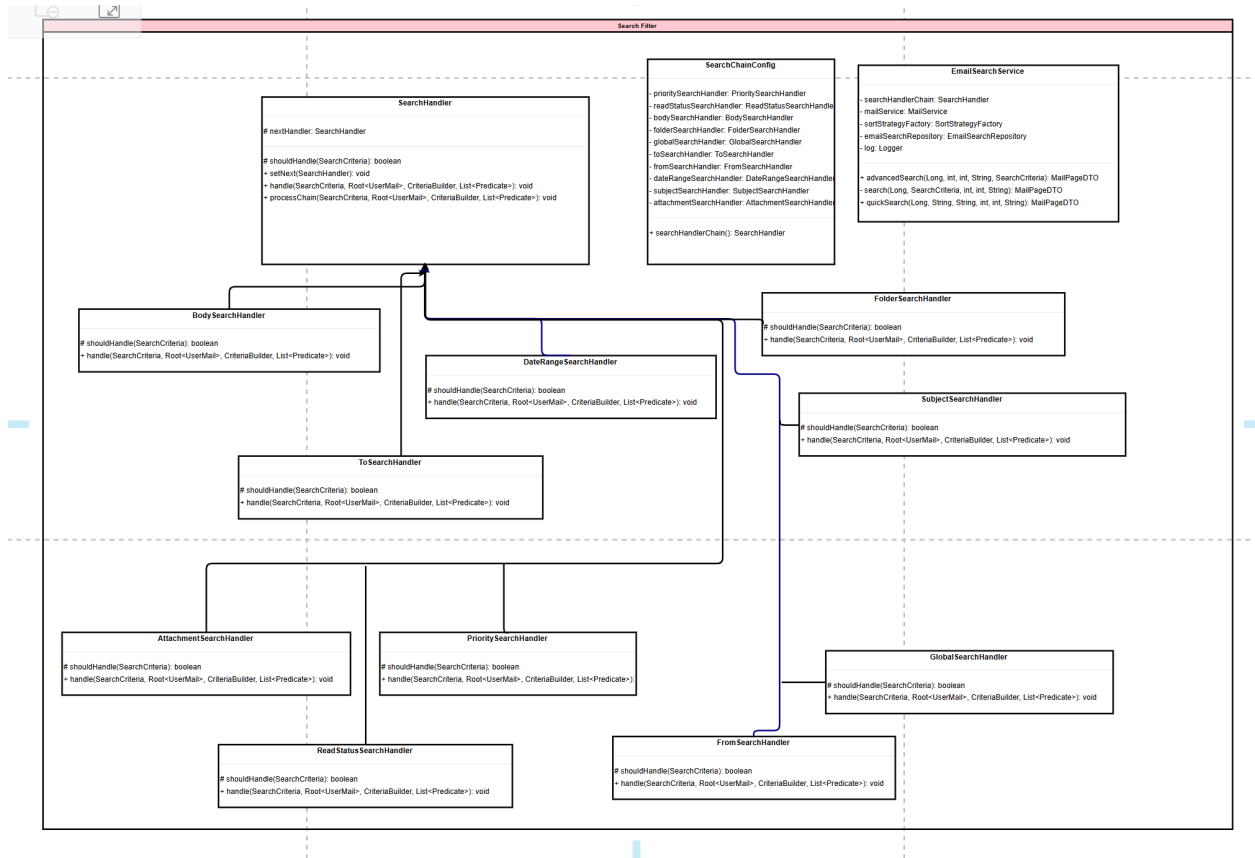 Search Filter
SearchHandler
# nextHandler: SearchHandler
# shouldHandle(SearchCriteria): boolean
+ setNext(SearchHandler): void
+ handle(SearchCriteria, Root<UserMail>, CriteriaBuilder, List<Predicate>): void
+ processChain(SearchCriteria, Root<UserMail>, CriteriaBuilder, List<Predicate>): void
SearchChainConfig
- prioritySearchHandler: PrioritySearchHandler
- readStatusSearchHandler: ReadStatusSearchHandle
- bodySearchHandler: BodySearchHandler
- folderSearchHandler: FolderSearchHandler
- globalSearchHandler: GlobalSearchHandler
- toSearchHandler: ToSearchHandler
- fromSearchHandler: FromSearchHandler
- dateRangeSearchHandler: DateRangeSearchHandler
- subjectSearchHandler: SubjectSearchHandler
- attachmentSearchHandler: AttachmentSearchHandler
+ searchHandlerChain(): SearchHandler
EmailSearchService
- searchHandlerChain: SearchHandler
- mailService: MailService
- sortStrategyFactory: SortStrategyFactory
- emailSearchRepository: EmailSearchRepository
- log: Logger
+ advancedSearch(Long, int, int, String, SearchCriteria): MailPageDTO
- search(Long, SearchCriteria, int, int, String): MailPageDTO
+ quickSearch(Long, String, String, int, int, String): MailPageDTO
BodySearchHandler
# shouldHandle(SearchCriteria): boolean
+ handle(SearchCriteria, Root<UserMail>, CriteriaBuilder, List<Predicate>): void
FolderSearchHandler
# shouldHandle(SearchCriteria): boolean
+ handle(SearchCriteria, Root<UserMail>, CriteriaBuilder, List<Predicate>): void
DateRangeSearchHandler
# shouldHandle(SearchCriteria): boolean
+ handle(SearchCriteria, Root<UserMail>, CriteriaBuilder, List<Predicate>): void
SubjectSearchHandler
# shouldHandle(SearchCriteria): boolean
+ handle(SearchCriteria, Root<UserMail>, CriteriaBuilder, List<Predicate>): void
ToSearchHandler
# shouldHandle(SearchCriteria): boolean
+ handle(SearchCriteria, Root<UserMail>, CriteriaBuilder, List<Predicate>): void
AttachmentSearchHandler
# shouldHandle(SearchCriteria): boolean
+ handle(SearchCriteria, Root<UserMail>, CriteriaBuilder, List<Predicate>): void
PrioritySearchHandler
# shouldHandle(SearchCriteria): boolean
+ handle(SearchCriteria, Root<UserMail>, CriteriaBuilder, List<Predicate>):
GlobalSearchHandler
# shouldHandle(SearchCriteria): boolean
+ handle(SearchCriteria, Root<UserMail>, CriteriaBuilder, List<Predicate>): void
ReadStatusSearchHandler
# shouldHandle(SearchCriteria): boolean
+ handle(SearchCriteria, Root<UserMail>, CriteriaBuilder, List<Predicate>): void
FromSearchHandler
# shouldHandle(SearchCriteria): boolean
+ handle(SearchCriteria, Root<UserMail>, CriteriaBuilder, List<Predicate>): void